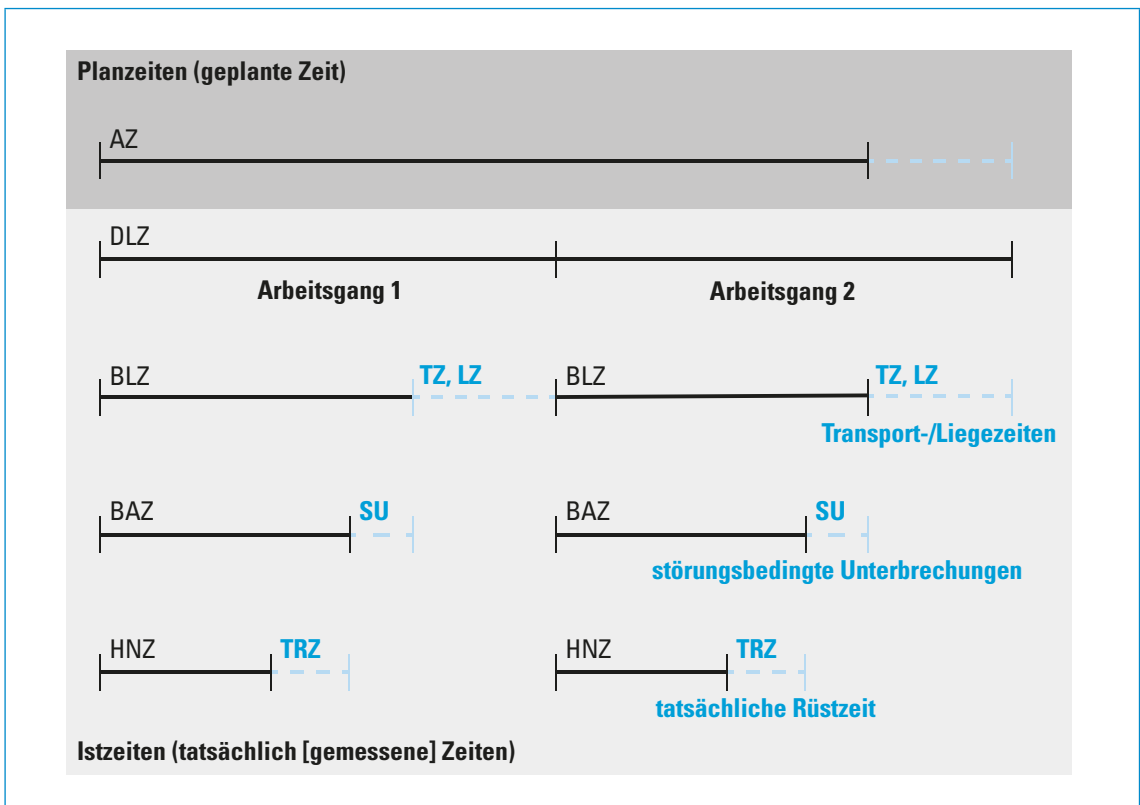 Planzeiten (geplante Zeit)
AZ
DLZ
Arbeitsgang 1 Arbeitsgang 2
BLZ TZ, LZ BLZ TZ, LZ
Transport-/Liegezeiten
BAZ SU BAZ SU
störungsbedingte Unterbrechungen
HNZ TRZ HNZ TRZ
tatsächliche Rüstzeit
Istzeiten (tatsächlich [gemessene] Zeiten)